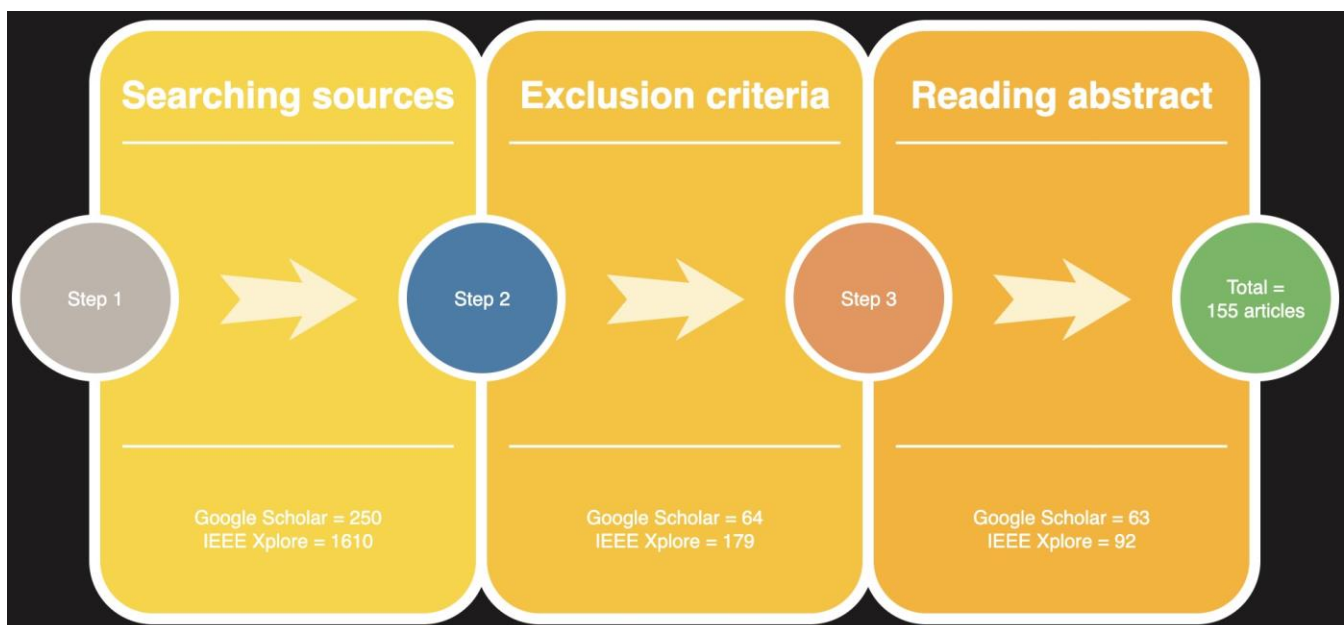 Searching sources
Exclusion criteria
Reading abstract
Step 1
Step 2
Step 3
Total =
155 articles
Google Scholar = 250
IEEE Xplore = 1610
Google Scholar = 64
IEEE Xplore = 179
Google Scholar = 63
IEEE Xplore = 92